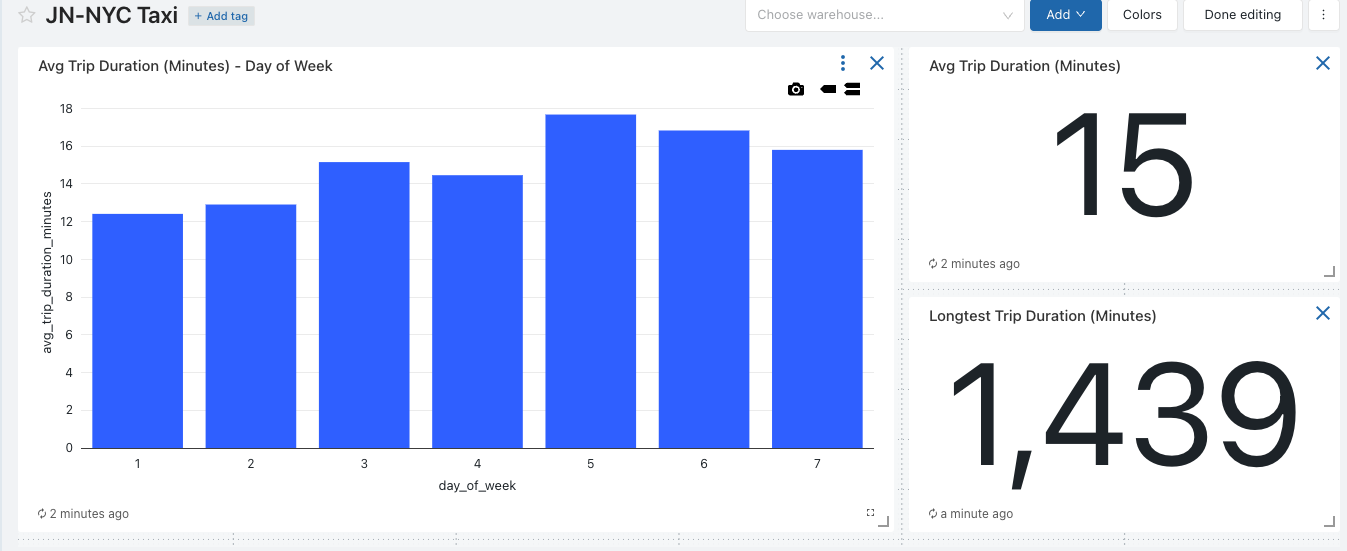 JN-NYC Taxi
+ Add tag
Choose warehouse...
Add
Colors
Done editing
Avg Trip Duration (Minutes) - Day of Week
18
16
14
12
10
8
6
4
2
0
avg_trip_duration_minutes
1 2 3 4 5 6 7
day_of_week
2 minutes ago
Avg Trip Duration (Minutes)
15
2 minutes ago
Longtest Trip Duration (Minutes)
1,439
a minute ago